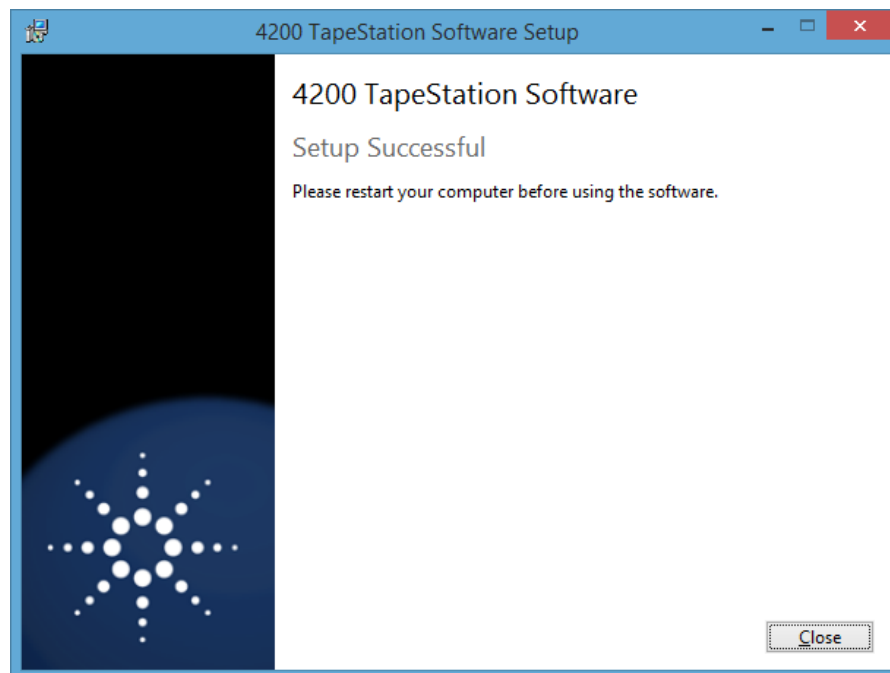 4200 TapeStation Software Setup
4200 TapeStation Software
Setup Successful
Please restart your computer before using the software.
Close